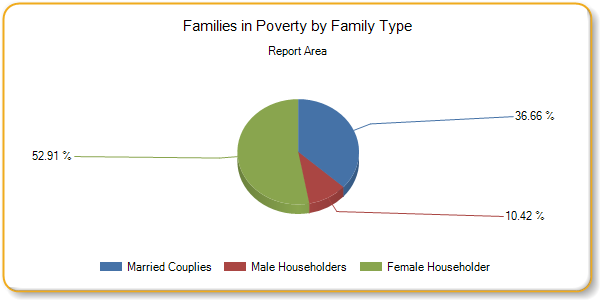 Families in Poverty by Family Type
Report Area
36.66 %
52.91 %
10.42 %
Married Couplies
Male Householders
Female Householder